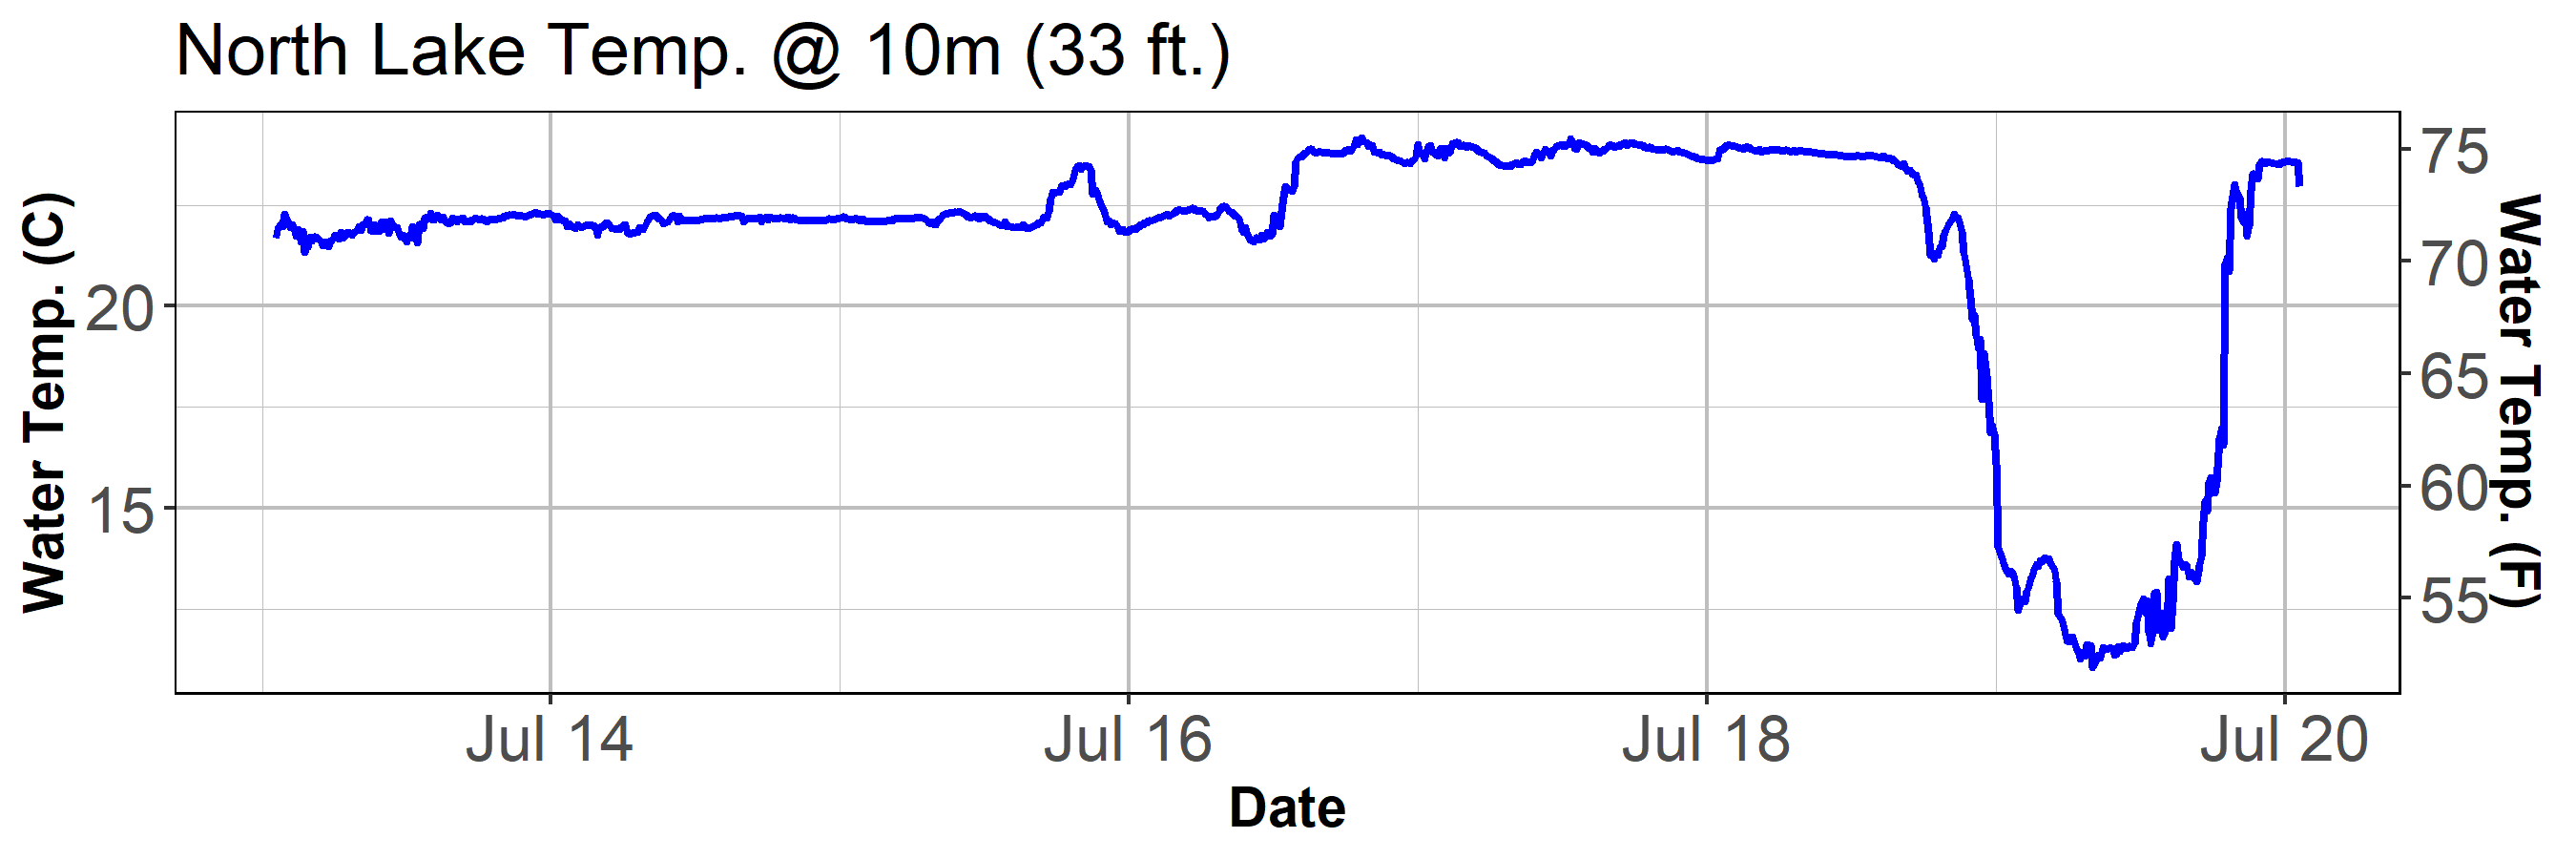 North Lake Temp. @ 10m (33 ft.)
Water Temp. (C)
20
15
75
70
65
60
55
Water Temp. (F)
Jul 14
Jul 16
Jul 18
Jul 20
Date